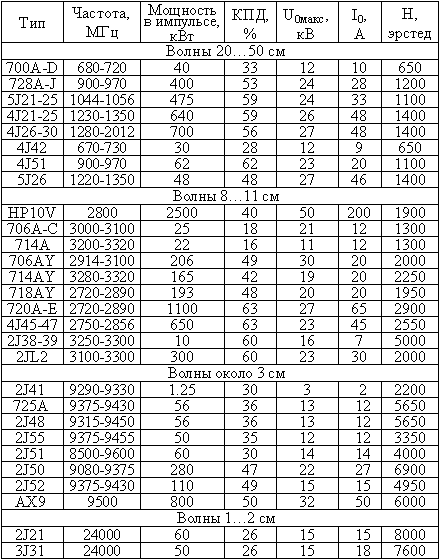 Тип Частота, МГц Мощность в импульсе, кВт КПД, % U0макс, кВ I0, А Н, эрстед
Волны 20…50 см
700A-D 680-720 40 33 12 10 650
728A-J 900-970 400 53 24 28 1200
5J21-25 1044-1056 475 59 24 33 1100
4J21-25 1230-1350 640 59 26 48 1400
4J26-30 1280-2012 700 56 27 48 1400
4J42 670-730 30 28 12 9 650
4J51 900-970 62 62 23 20 1100
5J26 1220-1350 48 48 27 46 1400
Волны 8…11 см
HP10V 2800 2500 40 50 200 1900
706A-C 3000-3100 25 18 21 12 1300
714A 3200-3320 22 16 11 12 1300
706AY 2914-3100 206 49 30 20 2000
714AY 3280-3320 165 42 19 20 2250
718AY 2720-2890 193 48 20 20 1950
720A-E 2720-2890 1100 63 27 65 2900
4J45-47 2750-2856 650 63 23 45 2550
2J38-39 3250-3300 10 60 16 7 5000
2JL2 3100-3300 300 60 23 30 2000
Волны около 3 см
2J41 9290-9330 1.25 30 3 2 2200
725A 9375-9430 56 36 13 12 5650
2J48 9315-9450 56 36 13 12 5650
2J55 9375-9455 50 35 12 12 3350
2J51 8500-9600 60 30 14 14 4000
2J50 9080-9375 280 47 22 27 6900
2J52 9375-9430 110 49 15 15 4950
AX9 9500 800 50 32 50 6000
Волны 1…2 см
2J21 24000 60 26 15 15 8000
3J31 24000 50 26 15 18 7600